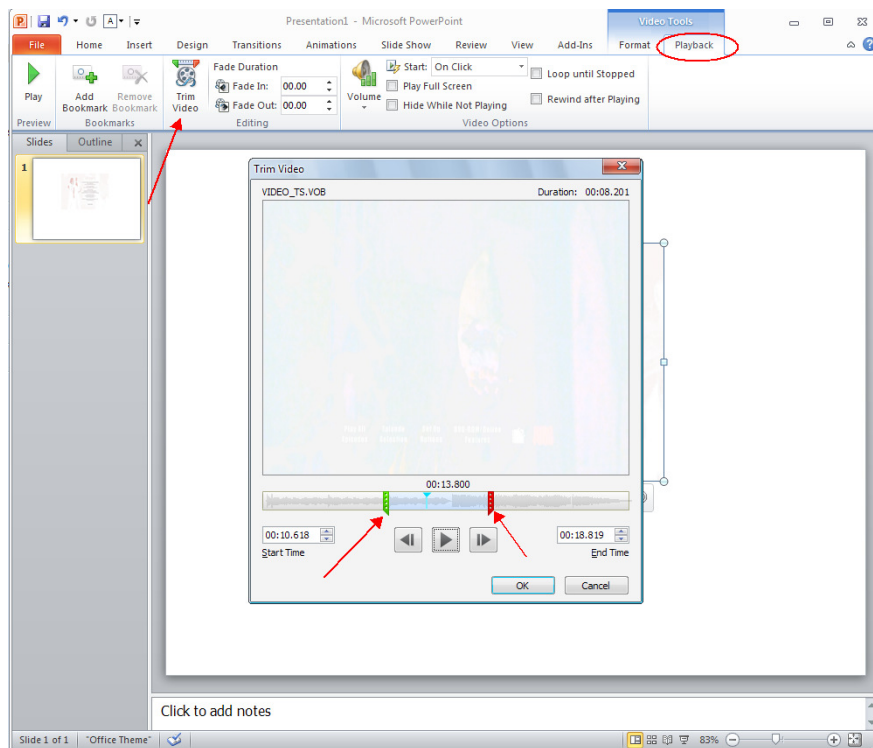 Presentation1 - Microsoft PowerPoint
Video Tools
File Home Insert Design Transitions Animations Slide Show Review View Add-Ins Format Playback
Play
Preview
Add Bookmark
Remove Bookmark
Bookmarks
Trim Video
Fade Duration
Fade In: 00.00
Fade Out: 00.00
Editing
Volume
Start: On Click
Play Full Screen
Hide While Not Playing
Loop until Stopped
Rewind after Playing
Video Options
Slides Outline
1
Trim Video
VIDEO_TS.VOB Duration: 00:08.201
00:13.800
00:10.618 00:18.819
Start Time End Time
OK Cancel
Click to add notes
Slide 1 of 1 "Office Theme" 83%